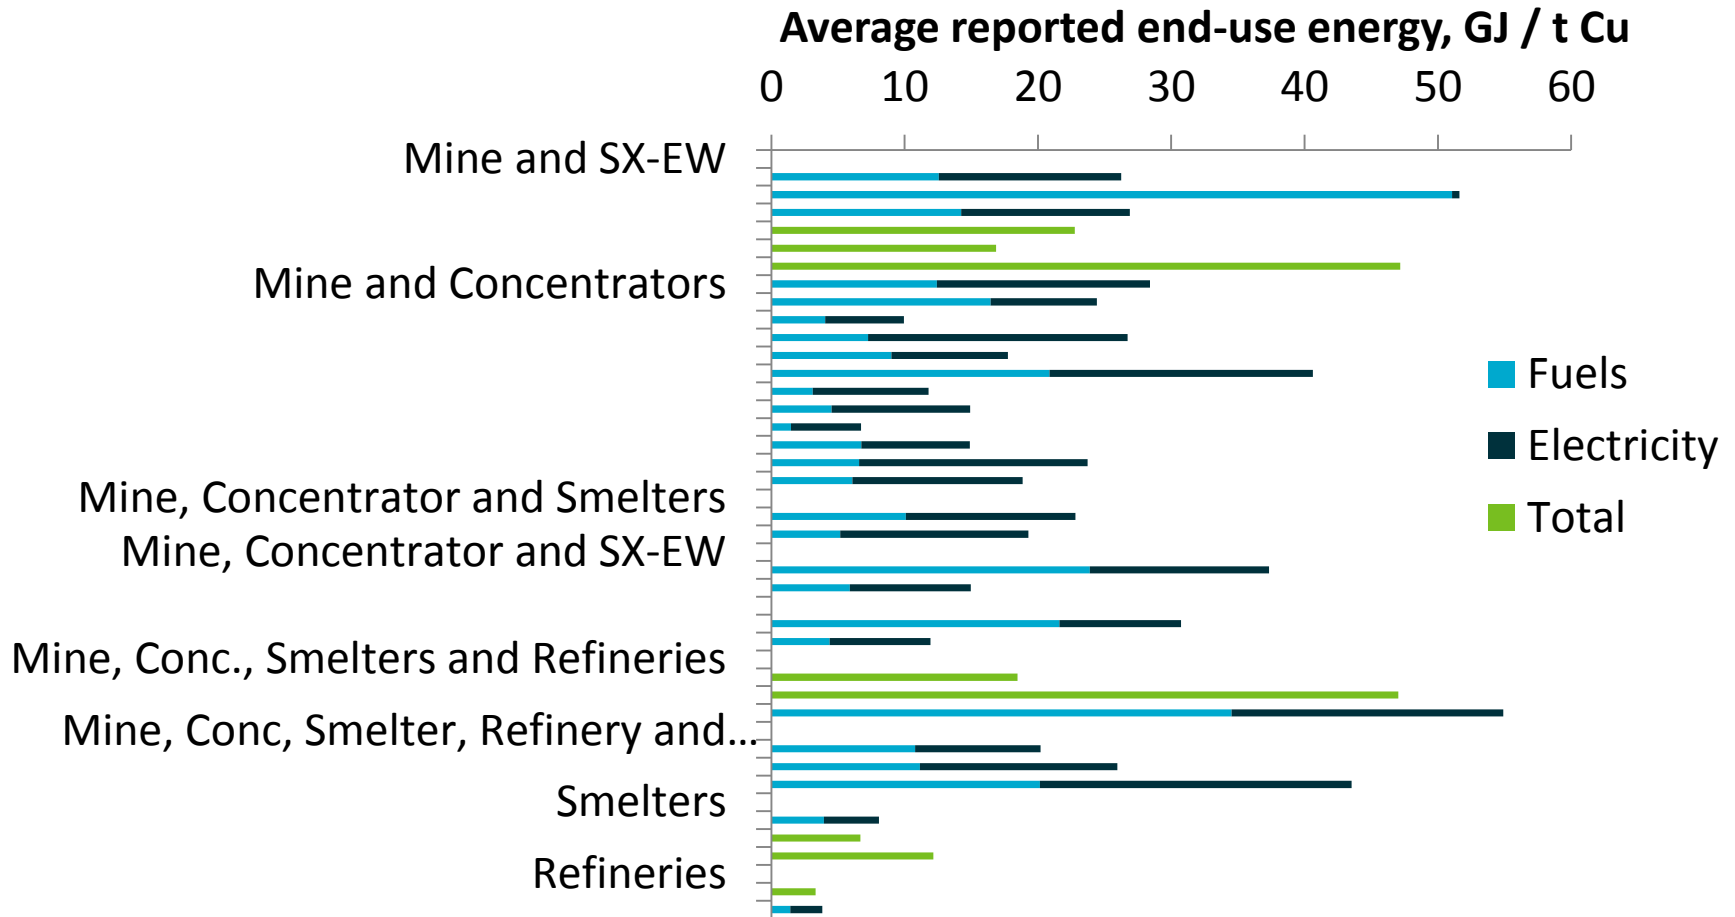 Average reported end-use energy, GJ / t Cu
0 10 20 30 40 50 60
Mine and SX-EW
Mine and Concentrators
Mine, Concentrator and Smelters
Mine, Concentrator and SX-EW
Mine, Conc., Smelters and Refineries
Mine, Conc, Smelter, Refinery and…
Smelters
Refineries
Fuels
Electricity
Total